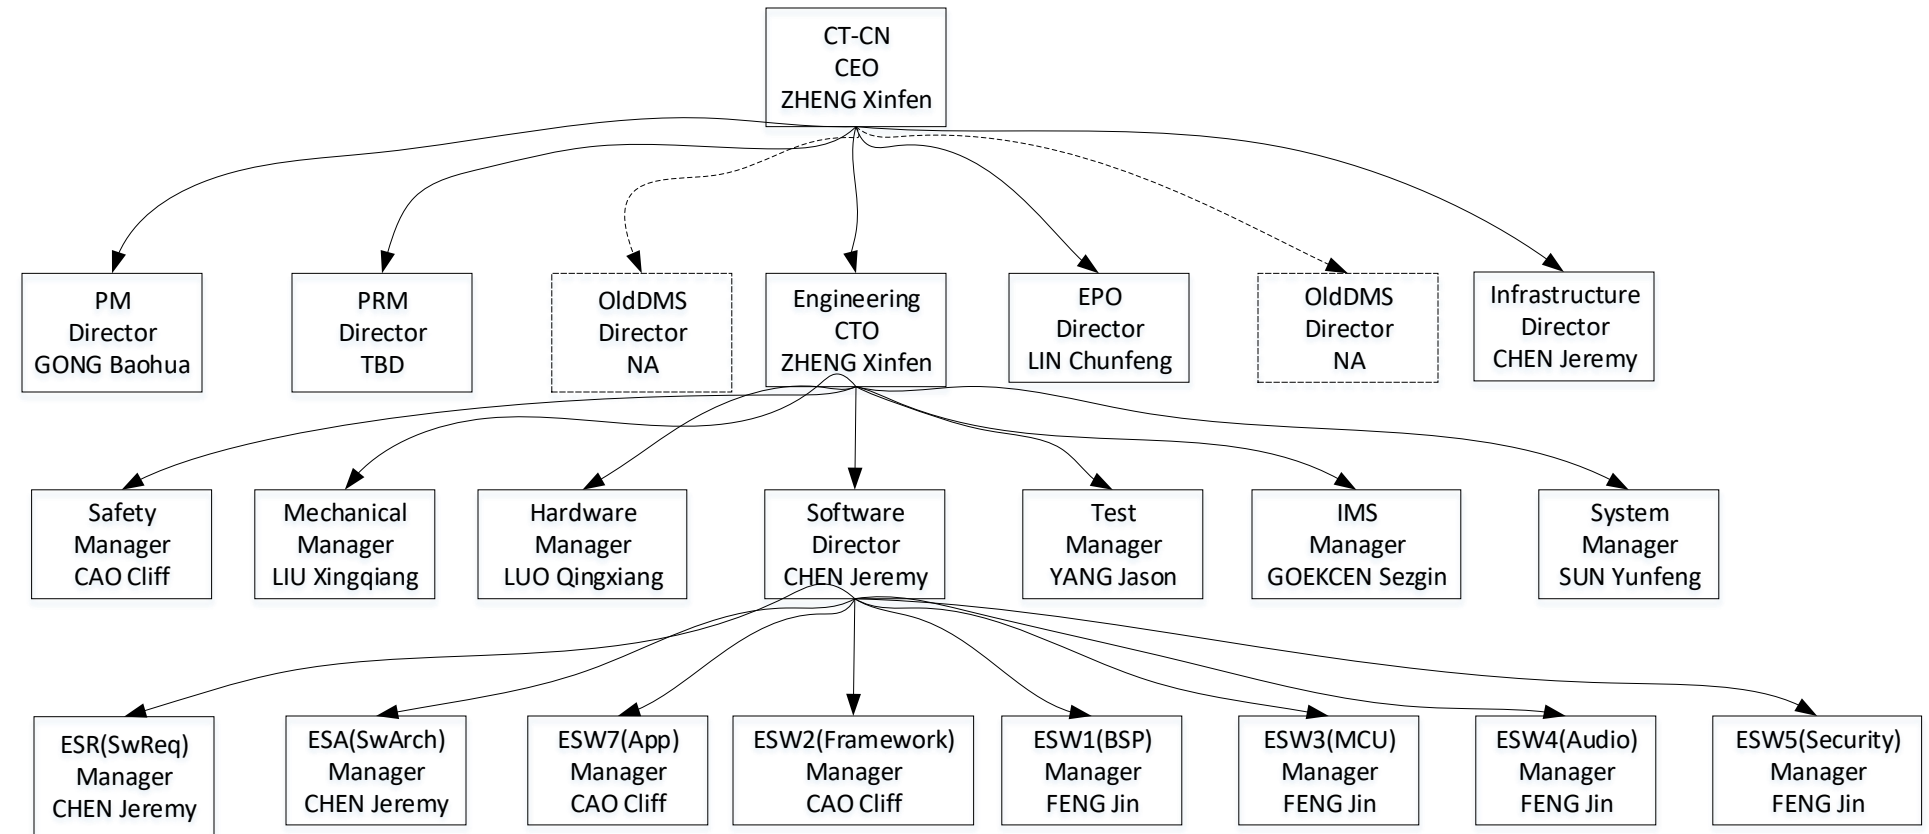 CT-CN
CEO
ZHENG Xinfen
PM
Director
GONG Baohua
PRM
Director
TBD
OldDMS
Director
NA
Engineering
CTO
ZHENG Xinfen
EPO
Director
LIN Chunfeng
OldDMS
Director
NA
Infrastructure
Director
CHEN Jeremy
Safety
Manager
CAO Cliff
Mechanical
Manager
LIU Xingqiang
Hardware
Manager
LUO Qingxiang
Software
Director
CHEN Jeremy
Test
Manager
YANG Jason
IMS
Manager
GOEKCEN Sezgin
System
Manager
SUN Yunfeng
ESR(SwReq)
Manager
CHEN Jeremy
ESA(SwArch)
Manager
CHEN Jeremy
ESW7(App)
Manager
CAO Cliff
ESW2(Framework)
Manager
CAO Cliff
ESW1(BSP)
Manager
FENG Jin
ESW3(MCU)
Manager
FENG Jin
ESW4(Audio)
Manager
FENG Jin
ESW5(Security)
Manager
FENG Jin